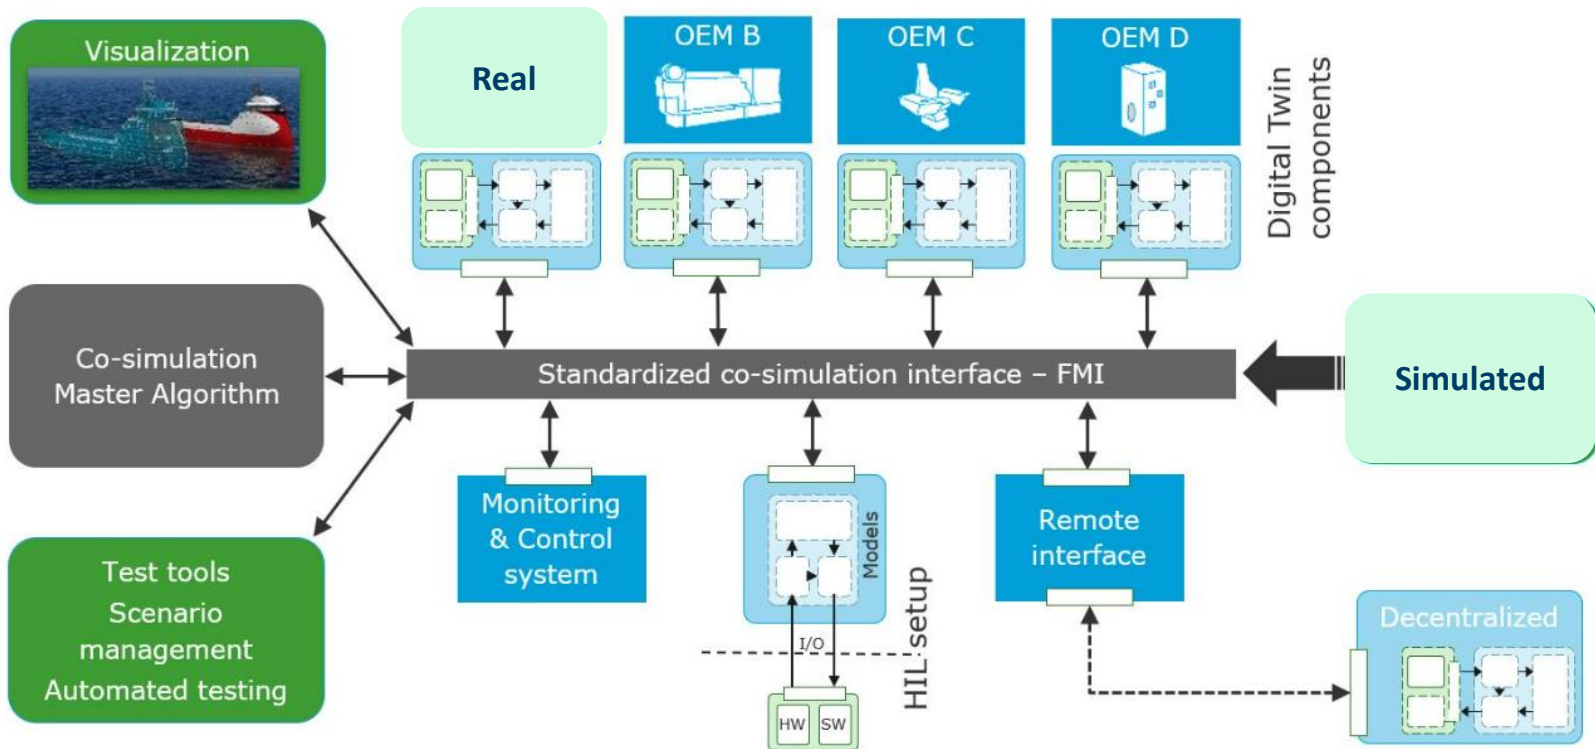 Visualization
Real
OEM B
OEM C
OEM D
Digital Twin
components
Co-simulation
Master Algorithm
Standardized co-simulation interface – FMI
Simulated
Test tools
Scenario
management
Automated testing
Monitoring
& Control
system
Models
I/O
HW
SW
HIL setup
Remote
interface
Decentralized